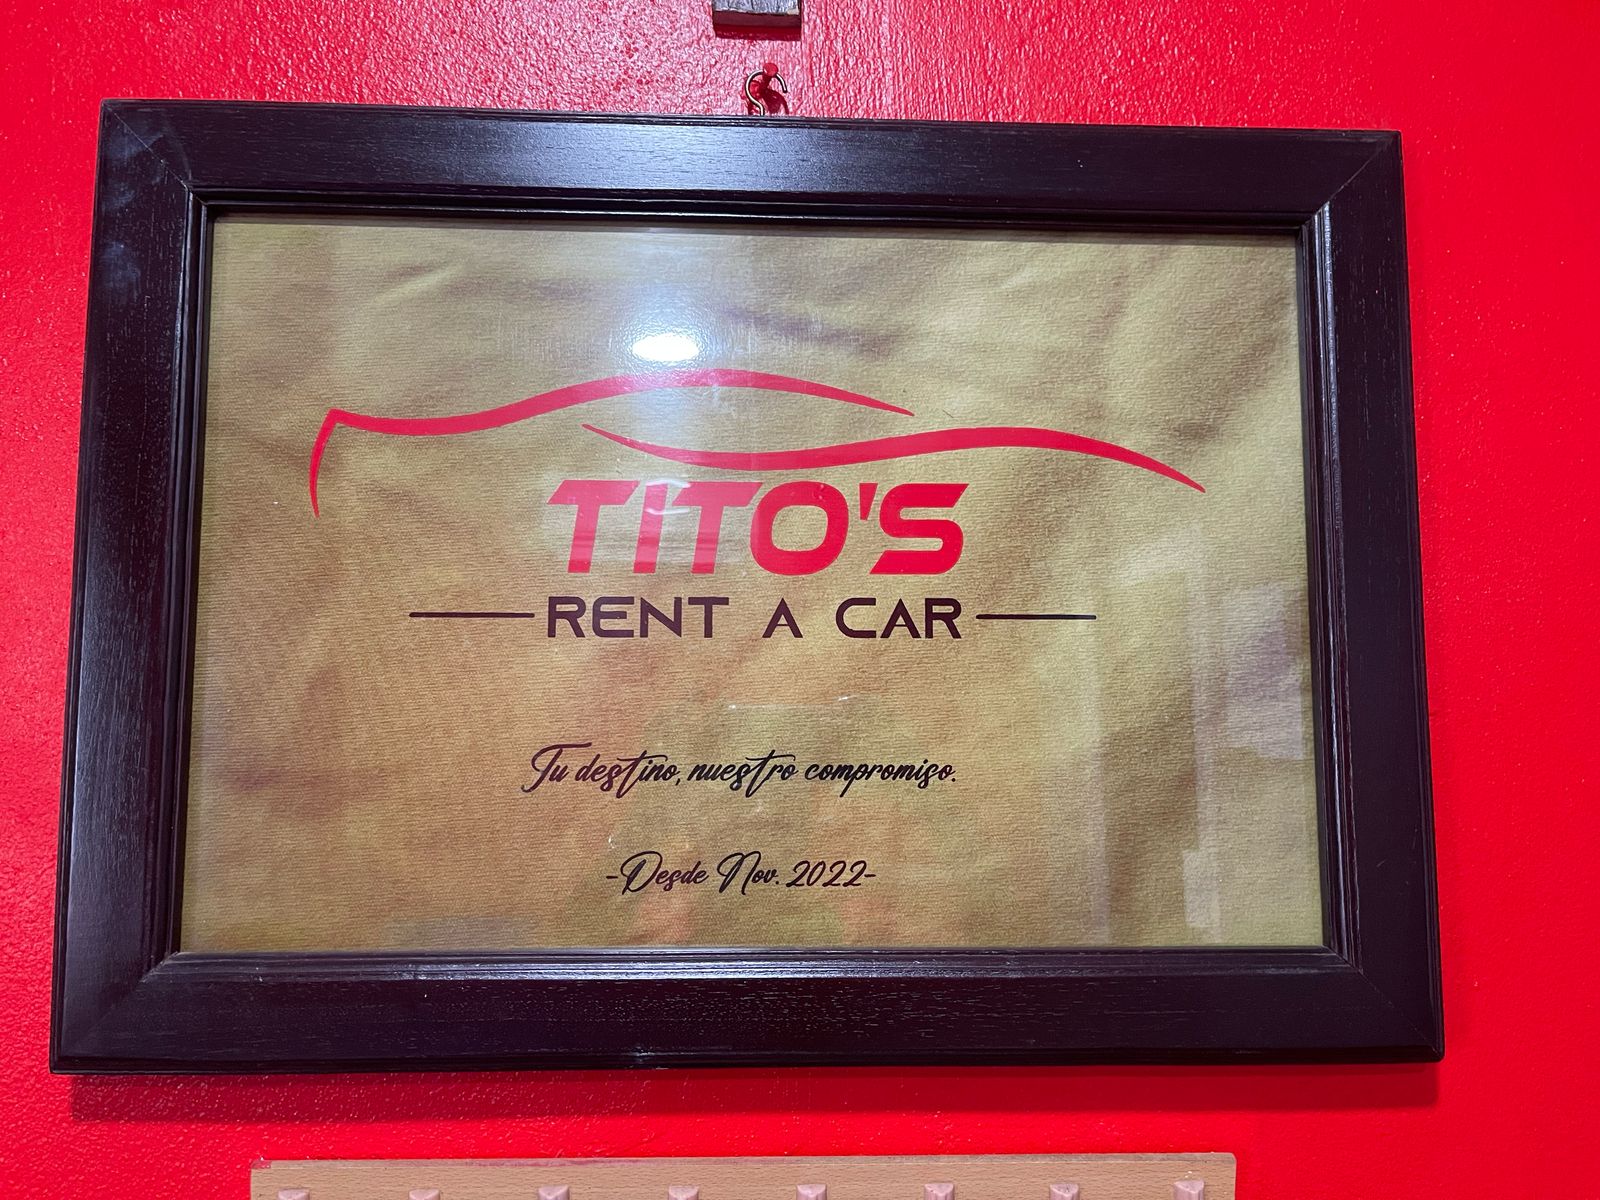 TITO'S
RENT A CAR
Tu destino, nuestro compromiso.
-Desde Nov. 2022-